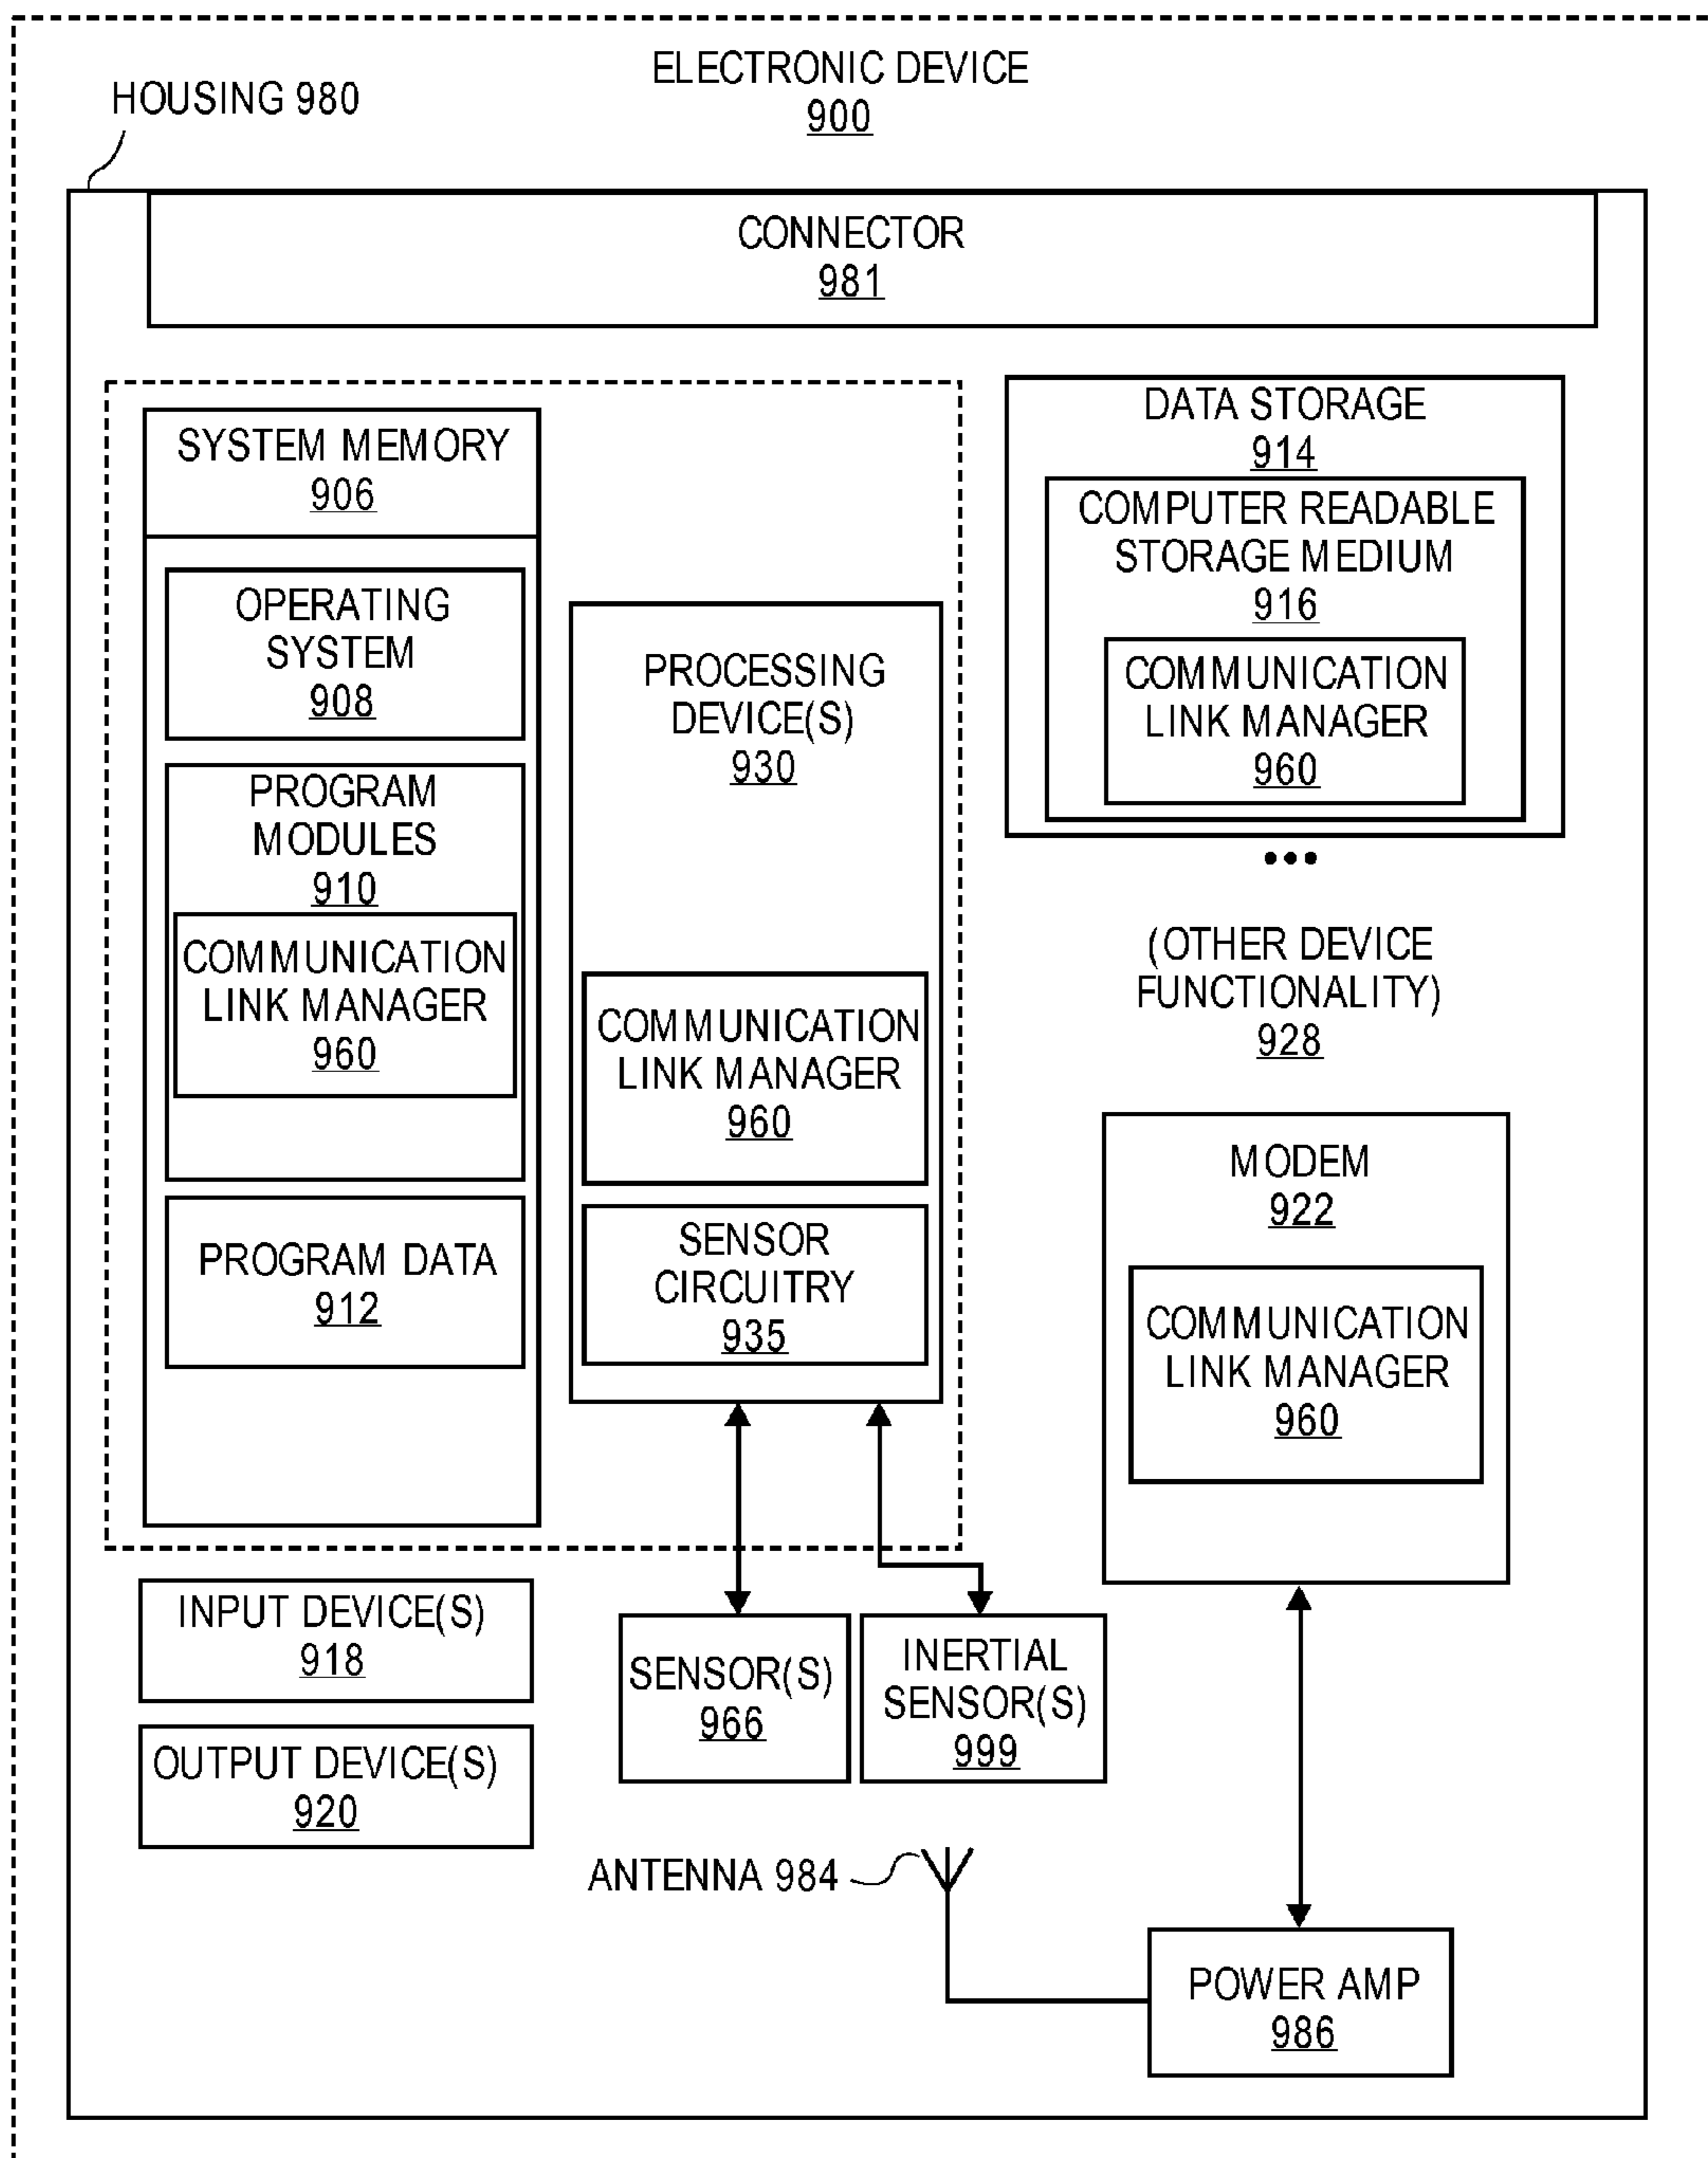 ELECTRONIC DEVICE
900
HOUSING 980
CONNECTOR
981
SYSTEM MEMORY
906
OPERATING
SYSTEM
908
PROGRAM
MODULES
910
COMMUNICATION
LINK MANAGER
960
PROGRAM DATA
912
PROCESSING
DEVICE(S)
930
COMMUNICATION
LINK MANAGER
960
SENSOR
CIRCUITRY
935
DATA STORAGE
914
COMPUTER READABLE
STORAGE MEDIUM
916
COMMUNICATION
LINK MANAGER
960
•••
(OTHER DEVICE
FUNCTIONALITY)
928
MODEM
922
COMMUNICATION
LINK MANAGER
960
INPUT DEVICE(S)
918
OUTPUT DEVICE(S)
920
SENSOR(S)
966
INERTIAL
SENSOR(S)
999
ANTENNA 984
POWER AMP
986